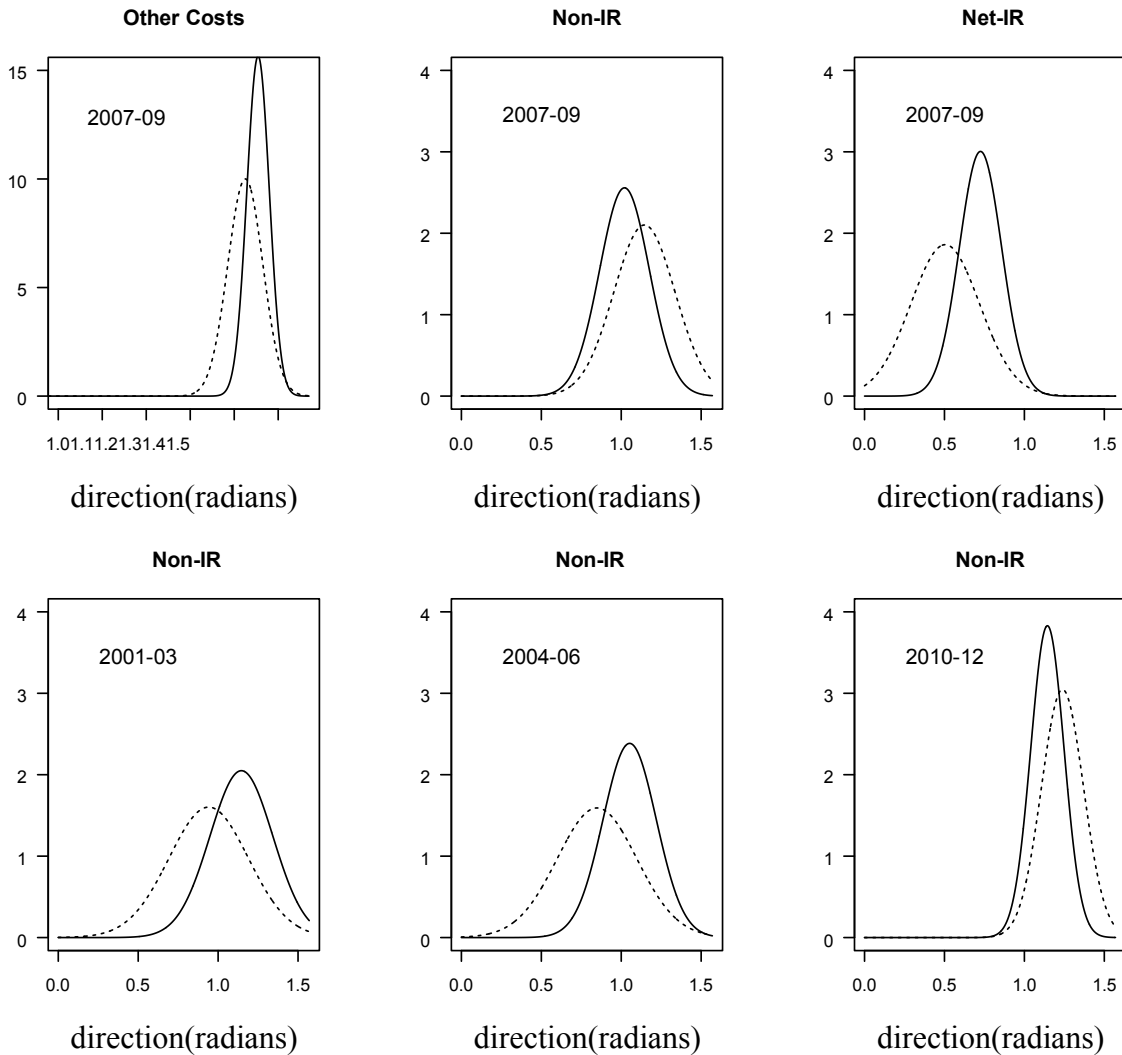 Other Costs Non-IR Net-IR
15
10
5
0
2007-09
1.01.11.21.31.41.5
direction(radians)
4
3
2
1
0
2007-09
0.0 0.5 1.0 1.5
direction(radians)
4
3
2
1
0
2007-09
0.0 0.5 1.0 1.5
direction(radians)
Non-IR Non-IR Non-IR
4
3
2
1
0
2001-03
0.0 0.5 1.0 1.5
direction(radians)
4
3
2
1
0
2004-06
0.0 0.5 1.0 1.5
direction(radians)
4
3
2
1
0
2010-12
0.0 0.5 1.0 1.5
direction(radians)